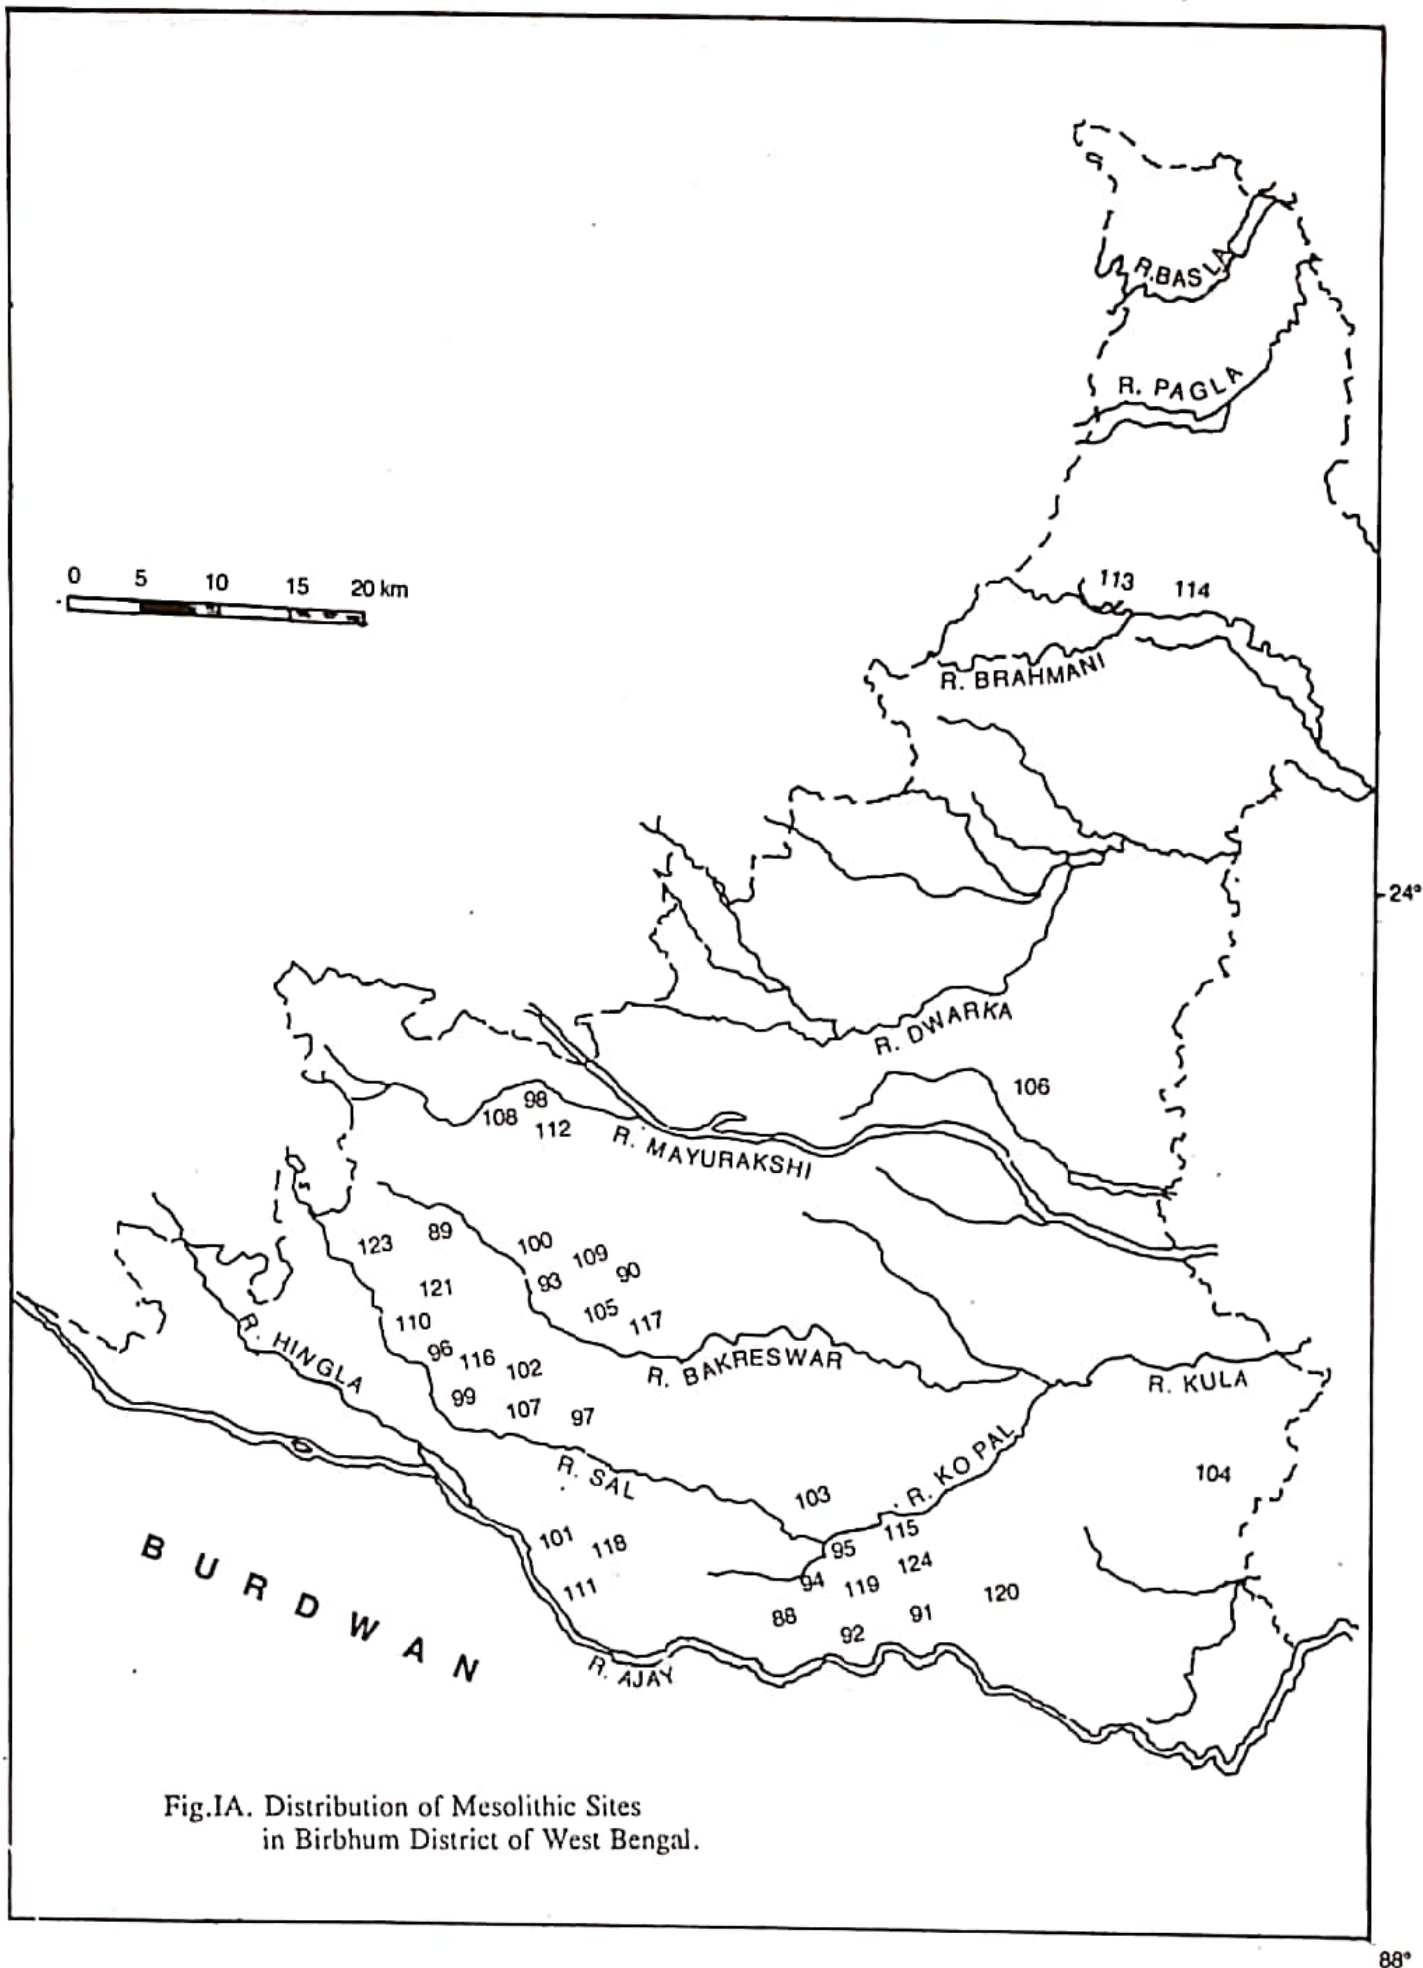 R.BASLA
R. PAGLA
0 5 10 15 20 km
113 114
R. BRAHMANI
24°
R. DWARKA
106
98
108
112
R. MAYURAKSHI
123 89 100 109
93 90
121
105 117
110
96 116 102
R. HINGLA
R. BAKRESWAR
R. KULA
99 107 97
R. SAL
R. KOPAL
104
103
115
101 118
95
124
94 119
111
120
88 91
92
BURDWAN
R. AJAY
Fig.IA. Distribution of Mesolithic Sites
in Birbhum District of West Bengal.
88°